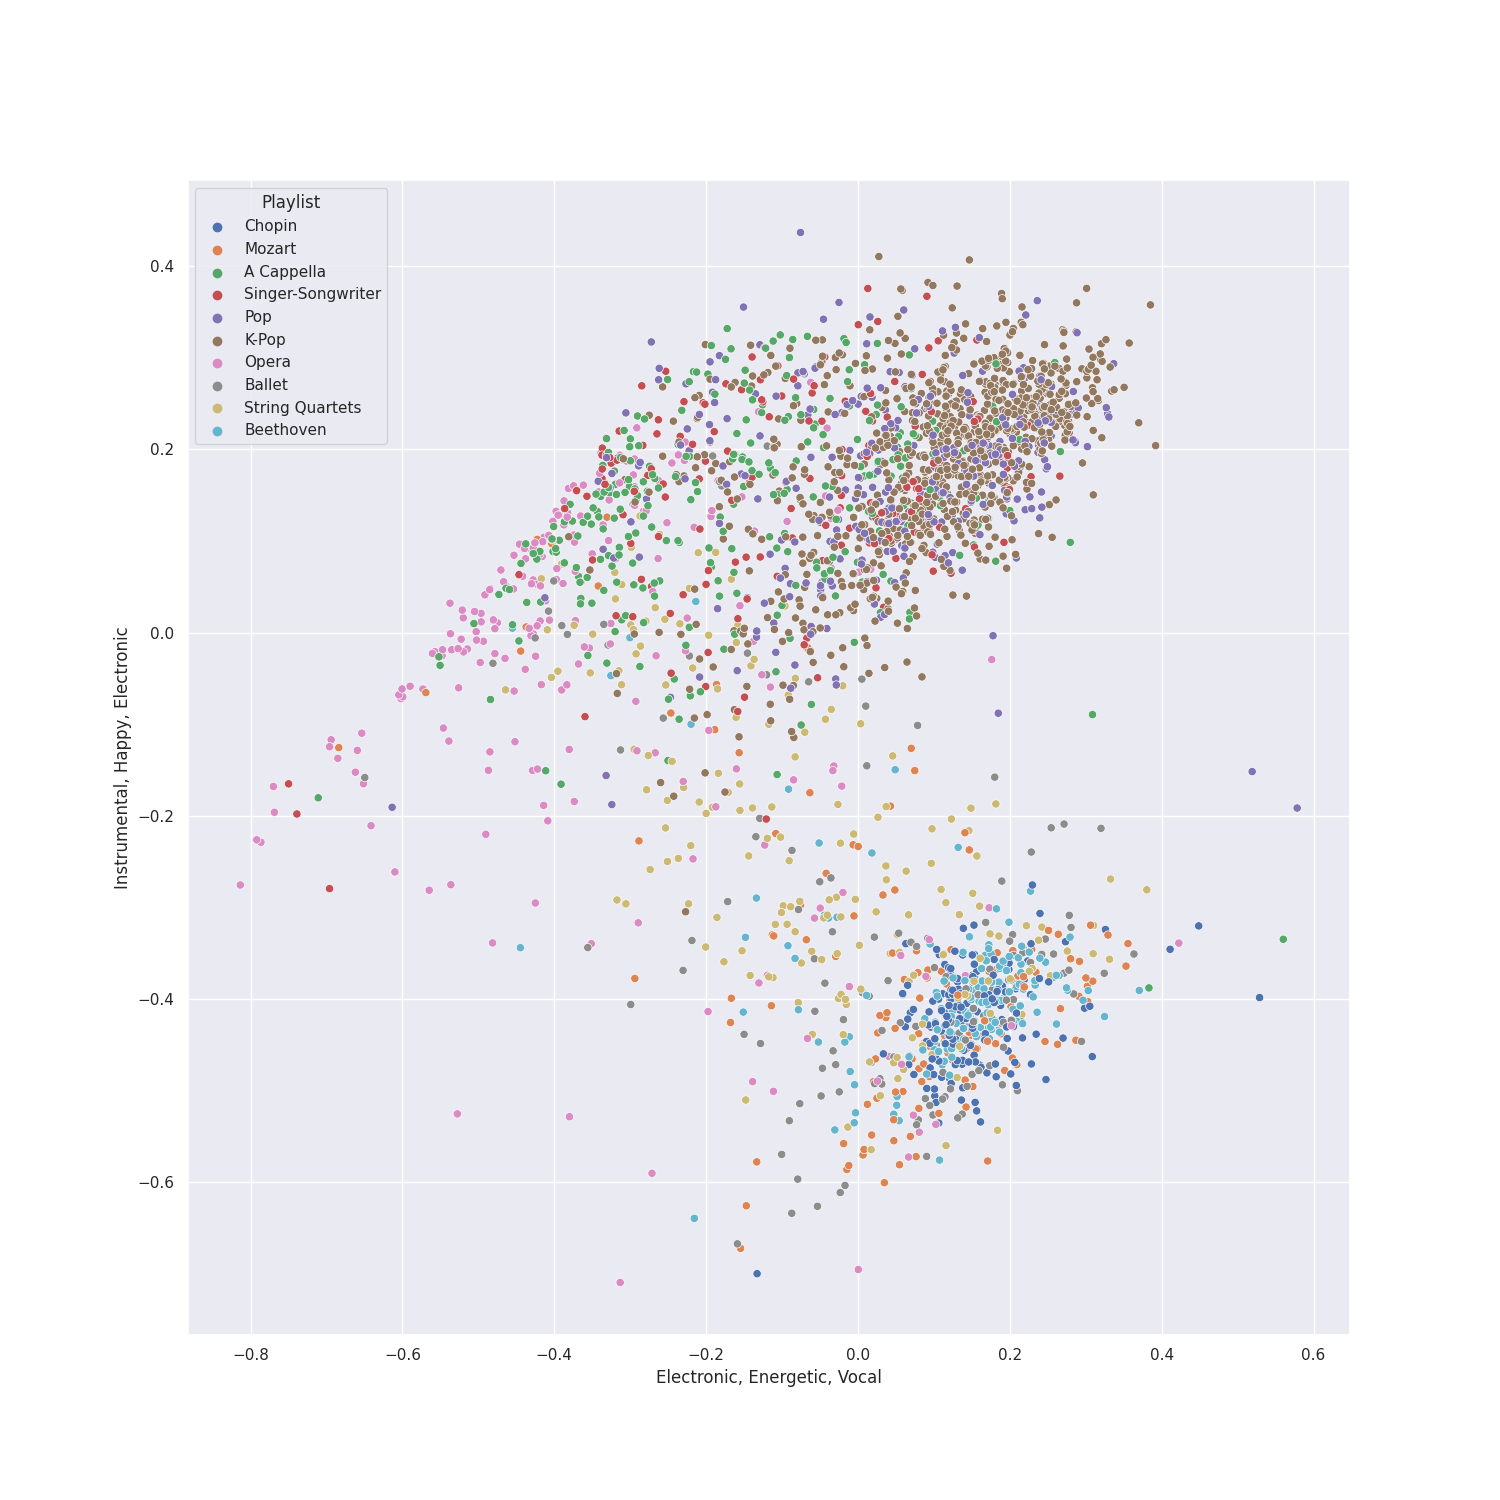 Playlist
Chopin
Mozart
A Cappella
Singer-Songwriter
Pop
K-Pop
Opera
Ballet
String Quartets
Beethoven
0.4
0.2
0.0
−0.2
−0.4
−0.6
Instrumental, Happy, Electronic
−0.8 −0.6 −0.4 −0.2 0.0 0.2 0.4 0.6
Electronic, Energetic, Vocal